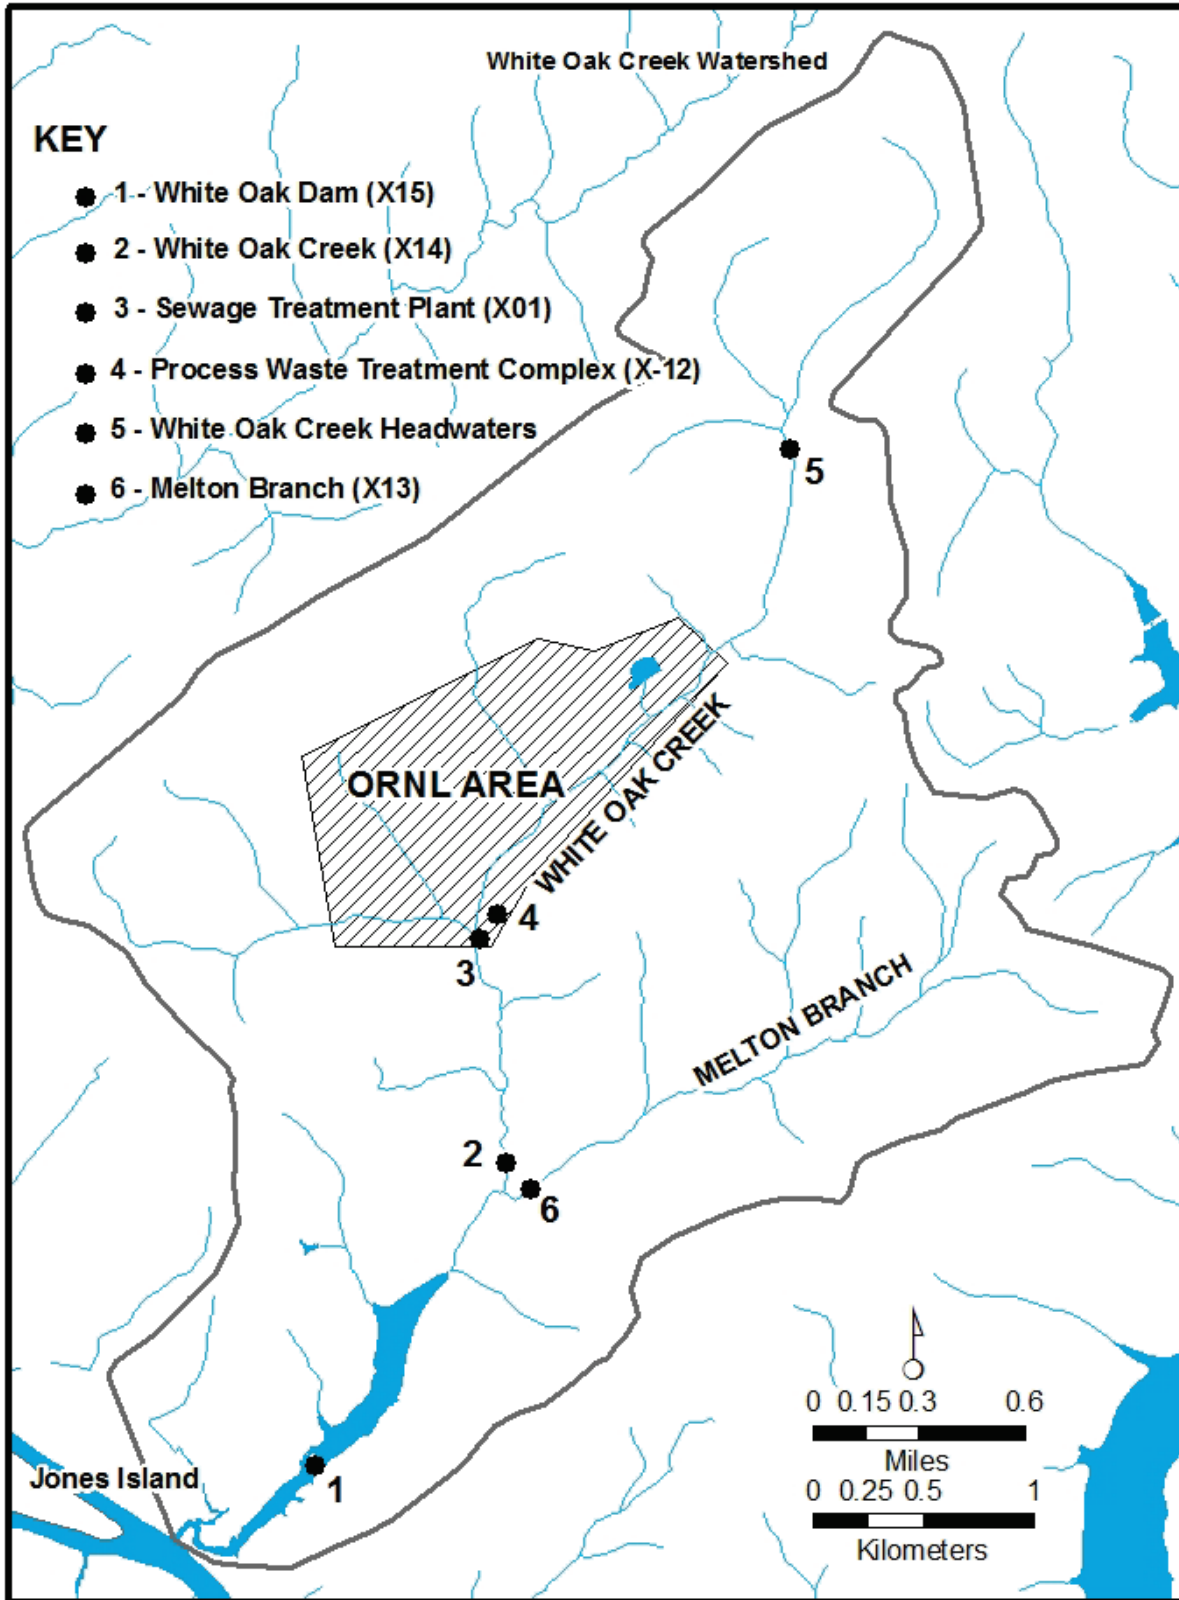 White Oak Creek Watershed
KEY
1 - White Oak Dam (X15)
2 - White Oak Creek (X14)
3 - Sewage Treatment Plant (X01)
4 - Process Waste Treatment Complex (X-12)
5 - White Oak Creek Headwaters
6 - Melton Branch (X13)
5
ORNL AREA
WHITE OAK CREEK
4
3
MELTON BRANCH
2
6
0 0.15 0.3 0.6
Miles
Jones Island
1
0 0.25 0.5 1
Kilometers